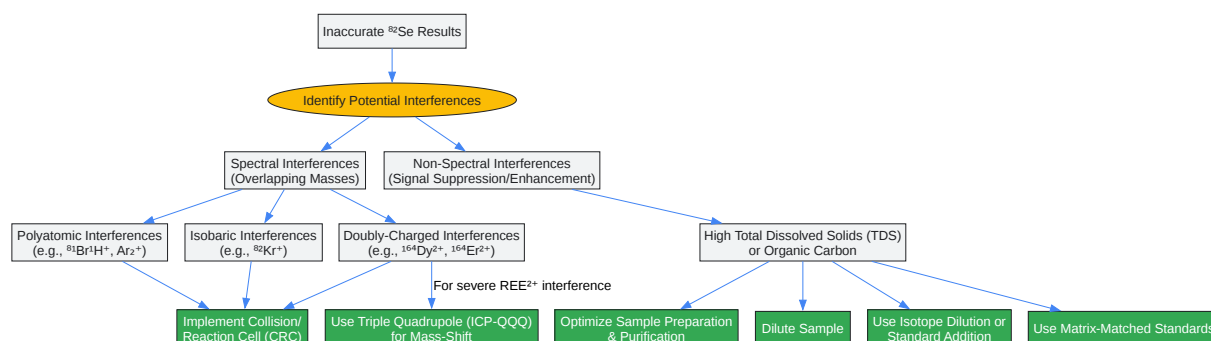 Inaccurate ⁸²Se Results
Identify Potential Interferences
Spectral Interferences
(Overlapping Masses)
Non-Spectral Interferences
(Signal Suppression/Enhancement)
Polyatomic Interferences
(e.g., ⁸¹Br¹H⁺, Ar₂⁺)
Isobaric Interferences
(e.g., ⁸²Kr⁺)
Doubly-Charged Interferences
(e.g., ¹⁶⁴Dy²⁺, ¹⁶⁴Er²⁺)
High Total Dissolved Solids (TDS)
or Organic Carbon
For severe REE²⁺ interference
Implement Collision/
Reaction Cell (CRC)
Use Triple Quadrupole (ICP-QQQ)
for Mass-Shift
Optimize Sample Preparation
& Purification
Dilute Sample
Use Isotope Dilution or
Standard Addition
Use Matrix-Matched Standards